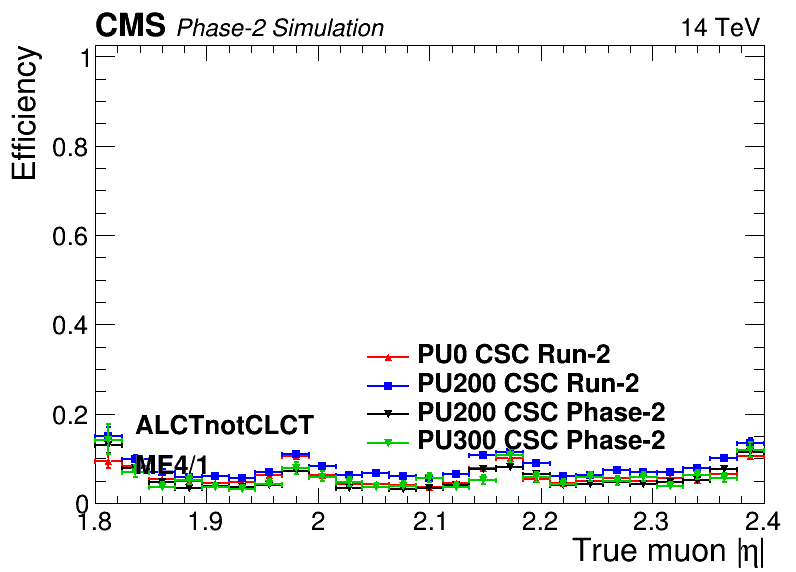 CMS Phase-2 Simulation 14 TeV
Efficiency
1
0.8
0.6
0.4
0.2
0
PU0 CSC Run-2
PU200 CSC Run-2
PU200 CSC Phase-2
PU300 CSC Phase-2
ALCTnotCLCT
ME4/1
1.8 1.9 2 2.1 2.2 2.3 2.4
True muon |η|